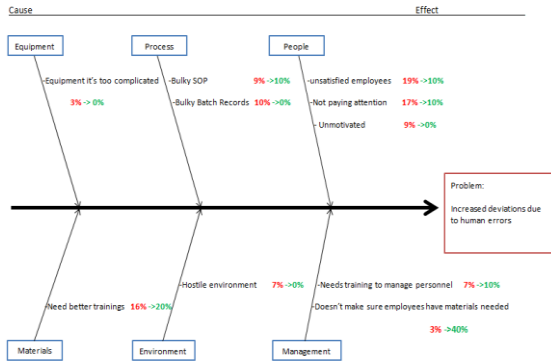 Cause Effect
Equipment Process People
-Equipment it's too complicated -Bulky SOP 9% ->10% -unsatisfied employees 19% ->10%
3% -> 0% -Bulky Batch Records 10% ->0% -Not paying attention 17% ->10%
- Unmotivated 9% ->0%
Problem:
Increased deviations due
to human errors
-Hostile environment 7% ->0% -Needs training to manage personnel 7% ->10%
-Need better trainings 16% ->20% -Doesn't make sure employees have materials needed
3% ->40%
Materials Environment Management